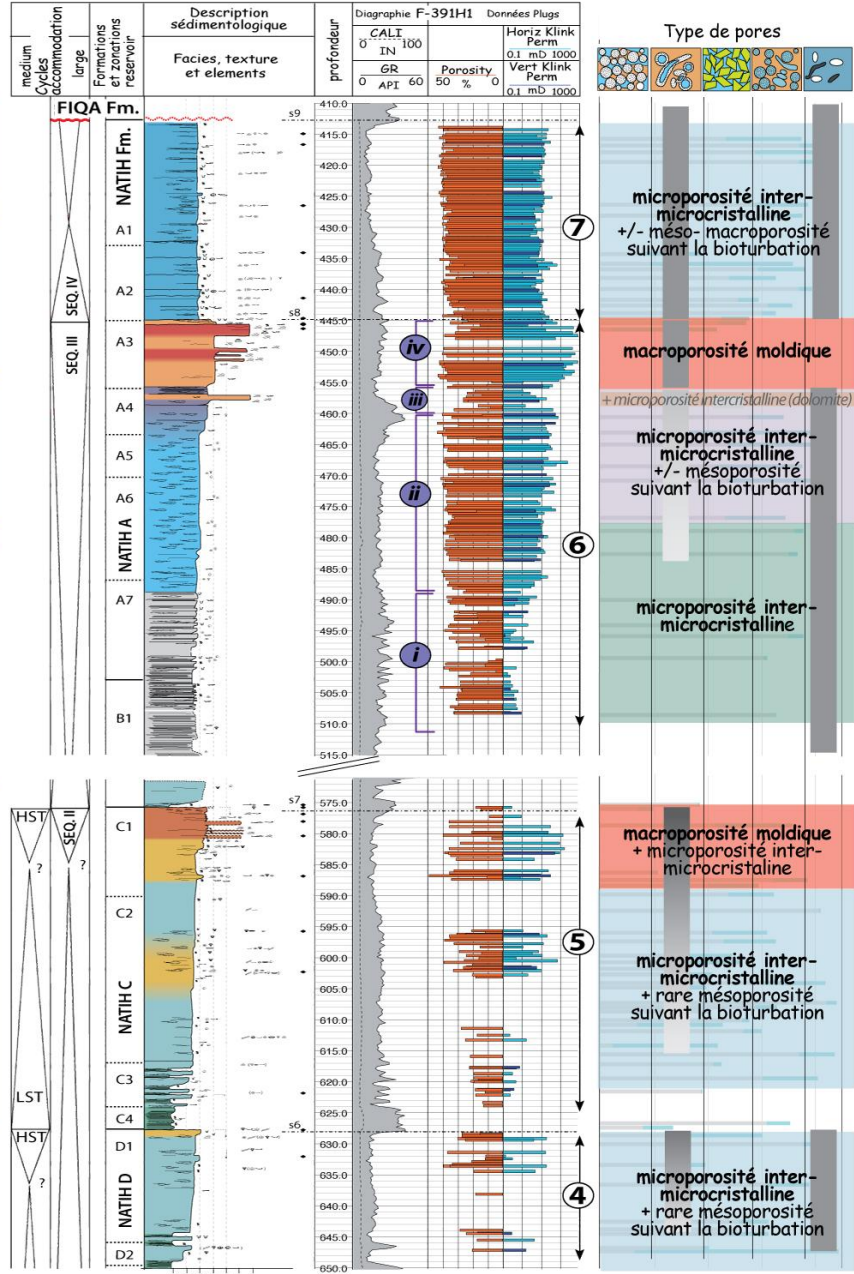 medium
Cycles
accommodation
large
Formations
et zonations
reservoir
Description
sédimentologique
Facies, texture
et elements
profondeur
Diagraphie F-391H1 Données Plugs
CALI
0 IN 100
GR
0 API 60
Porosity
50 % 0
Horiz Klink
Perm
0.1 mD 1000
Vert Klink
Perm
0.1 mD 1000
Type de pores
FIQA Fm.
NATIH Fm.
A1
A2
A3
A4
A5
A6
NATIH A
A7
B1
SEQ. IV
SEQ. III
s9
s8
410.0
415.0
420.0
425.0
430.0
435.0
440.0
445.0
450.0
455.0
460.0
465.0
470.0
475.0
480.0
485.0
490.0
495.0
500.0
505.0
510.0
515.0
iv
iii
ii
i
7
6
microporosité inter-
microcristalline
+/- méso- macroporosité
suivant la bioturbation
macroporosité moldique
+ microporosité intercristalline (dolomite)
microporosité inter-
microcristalline
+/- mésoporosité
suivant la bioturbation
microporosité inter-
microcristalline
HST
?
SEQ. II
?
LST
HST
?
C1
C2
NATIH C
C3
C4
D1
NATIH D
D2
s7
s6
575.0
580.0
585.0
590.0
595.0
600.0
605.0
610.0
615.0
620.0
625.0
630.0
635.0
640.0
645.0
650.0
5
4
macroporosité moldique
+ microporosité inter-
microcristaline
microporosité inter-
microcristalline
+ rare mésoporosité
suivant la bioturbation
microporosité inter-
microcristalline
+ rare mésoporosité
suivant la bioturbation